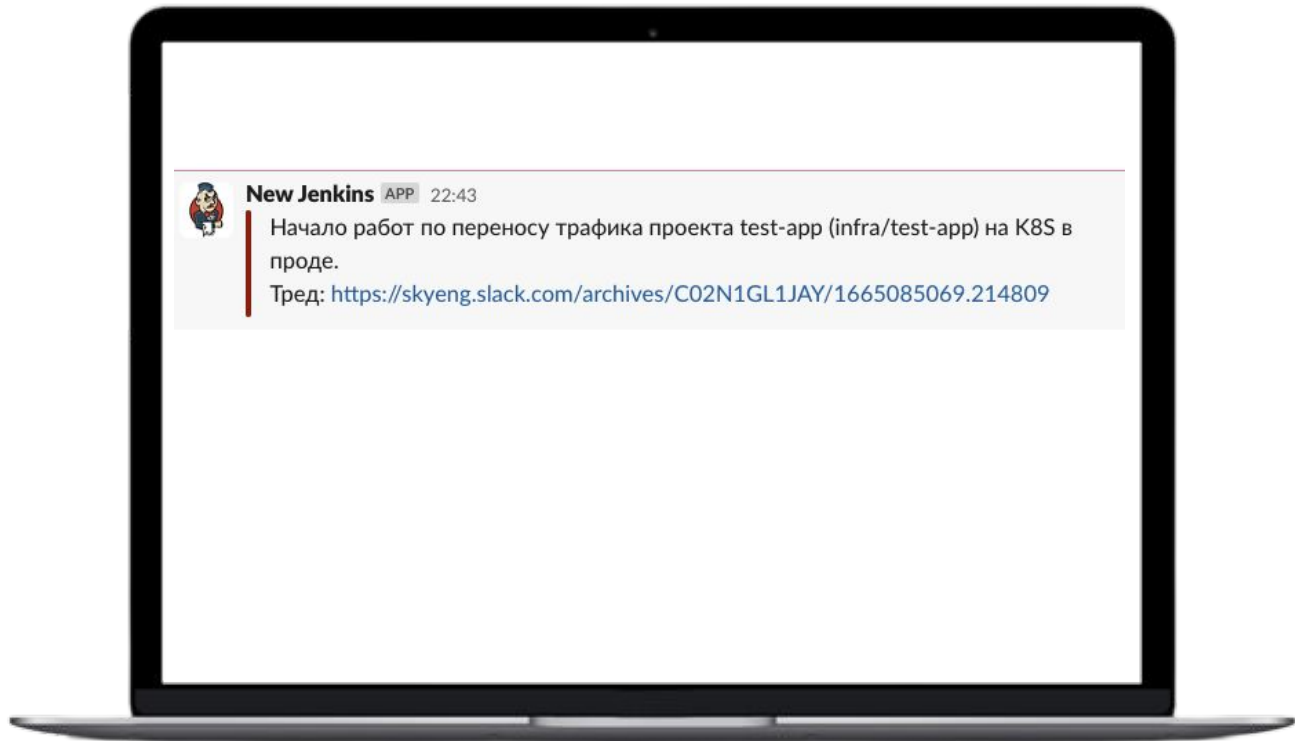 New Jenkins APP 22:43
Начало работ по переносу трафика проекта test-app (infra/test-app) на K8S в
проде.
Тред: https://skyeng.slack.com/archives/C02N1GL1JAY/1665085069.214809